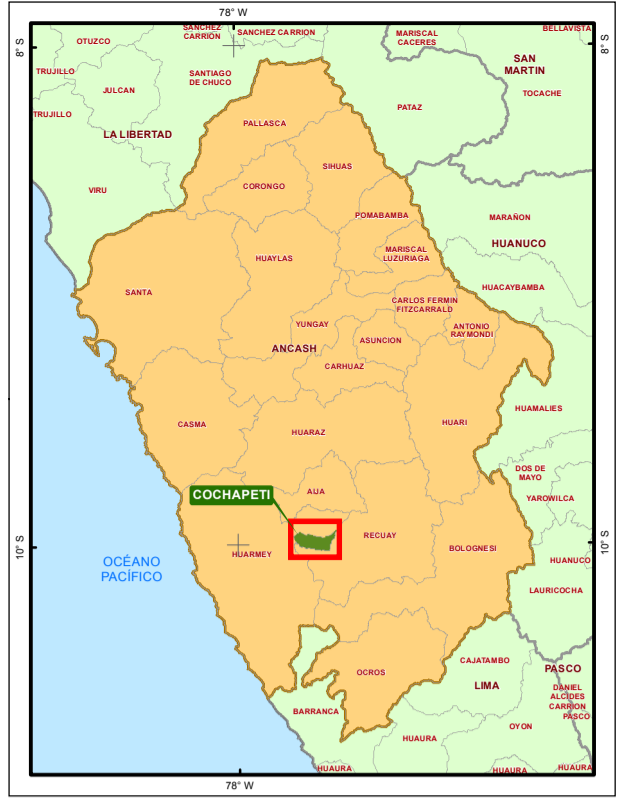 78° W
8° S
8° S
SANCHEZ
CARRIÓN
SANCHEZ CARRION
MARISCAL
CACERES
BELLAVISTA
OTUZCO
SAN
MARTIN
TRUJILLO
SANTIAGO
DE CHUCO
TOCACHE
JULCAN
PATAZ
TRUJILLO
PALLASCA
LA LIBERTAD
SIHUAS
VIRU
CORONGO
POMABAMBA
MARAÑON
HUANUCO
MARISCAL
LUZURIAGA
HUAYLAS
HUACAYBAMBA
SANTA
CARLOS FERMIN
FITZCARRALD
YUNGAY
ANTONIO
RAYMONDI
ASUNCION
ANCASH
CARHUAZ
HUAMALIES
CASMA
HUARAZ
HUARI
DOS DE
MAYO
COCHAPETI
AIJA
YAROWILCA
RECUAY
10° S
HUARMEY
BOLOGNESI
10° S
OCÉANO
PACÍFICO
HUANUCO
LAURICOCHA
OCROS
CAJATAMBO
PASCO
LIMA
DANIEL
ALCIDES
CARRION
PASCO
BARRANCA
OYON
HUAURA
HUAURA
HUAURA
HUAURA
78° W